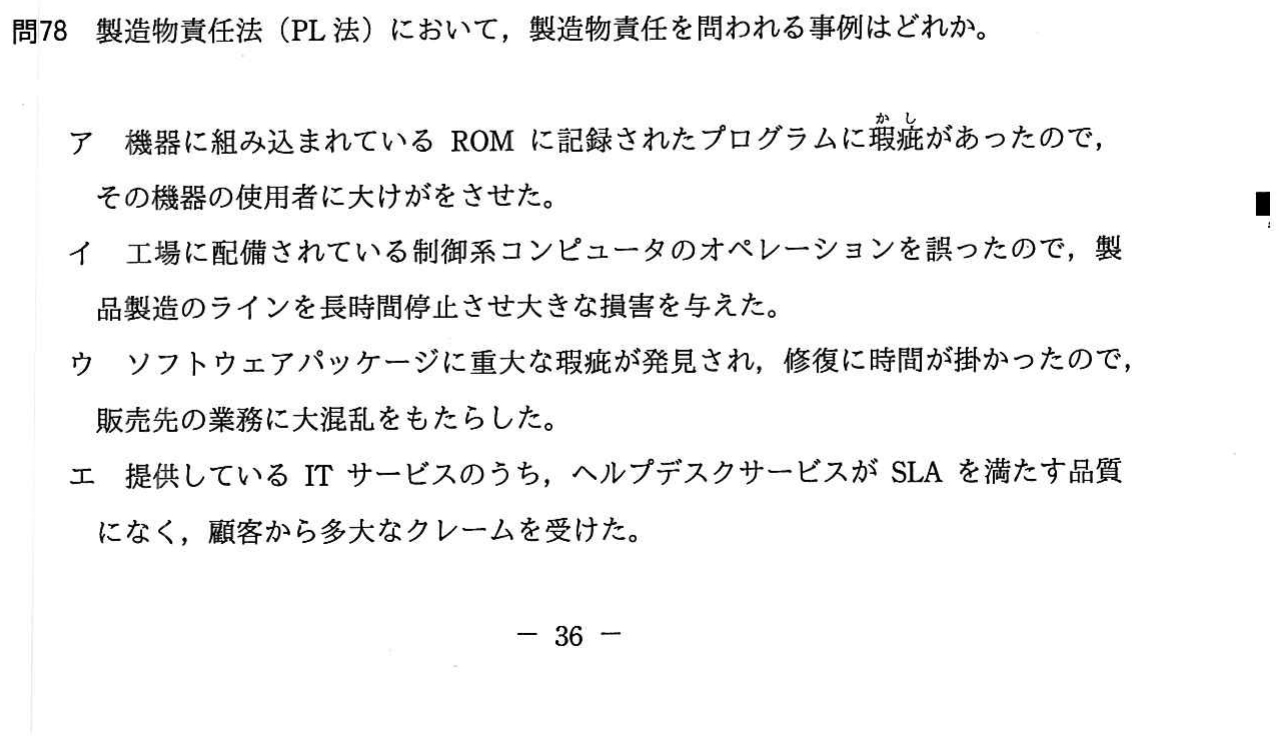 問78 製造物責任法（PL 法）において，製造物責任を問われる事例はどれか。
ア 機器に組み込まれている ROM に記録されたプログラムに瑕疵があったので，
かし
その機器の使用者に大けがをさせた。
イ 工場に配備されている制御系コンピュータのオペレーションを誤ったので，製
品製造のラインを長時間停止させ大きな損害を与えた。
ウ ソフトウェアパッケージに重大な瑕疵が発見され，修復に時間が掛かったので，
販売先の業務に大混乱をもたらした。
エ 提供している IT サービスのうち，ヘルプデスクサービスが SLA を満たす品質
になく，顧客から多大なクレームを受けた。
－ 36 －